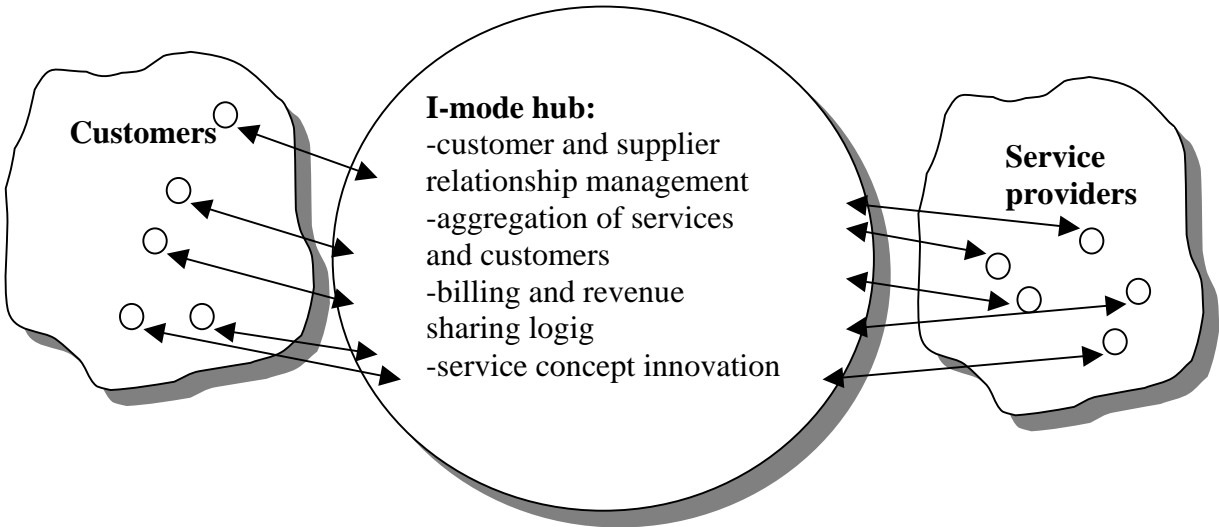 Customers
I-mode hub:
-customer and supplier
relationship management
-aggregation of services
and customers
-billing and revenue
sharing logig
-service concept innovation
Service
providers